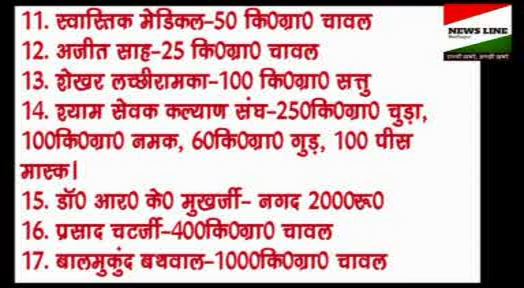 11. स्वास्तिक मेडिकल-50 कि0ग्रा0 चावल
NEWS LINE
12. अजीत साह-25 कि0ग्रा0 चावल
13. शेखर लच्छीरामका-100 कि0ग्रा0 सत्तु
14. श्याम सेवक कल्याण संघ-250कि0ग्रा0 चुड़ा,
100कि0ग्रा0 नमक, 60कि0ग्रा0 गुड़, 100 पीस
मास्क।
15. डॉ0 आर0 के0 मुखर्जी- नगद 2000रू0
16. प्रसाद चटर्जी-400कि0ग्रा0 चावल
17. बालमुकुंद बथवाल-1000कि0ग्रा0 चावल